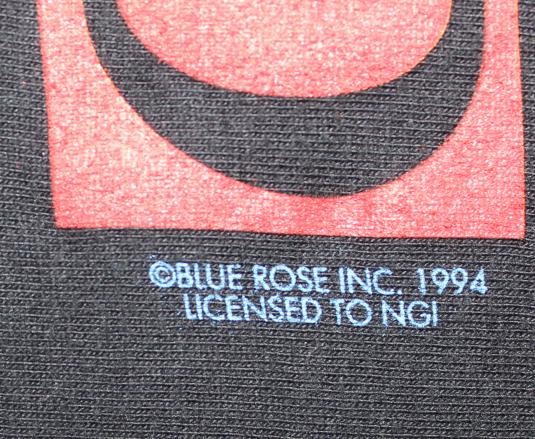 ©BLUE ROSE INC. 1994
LICENSED TO NGI